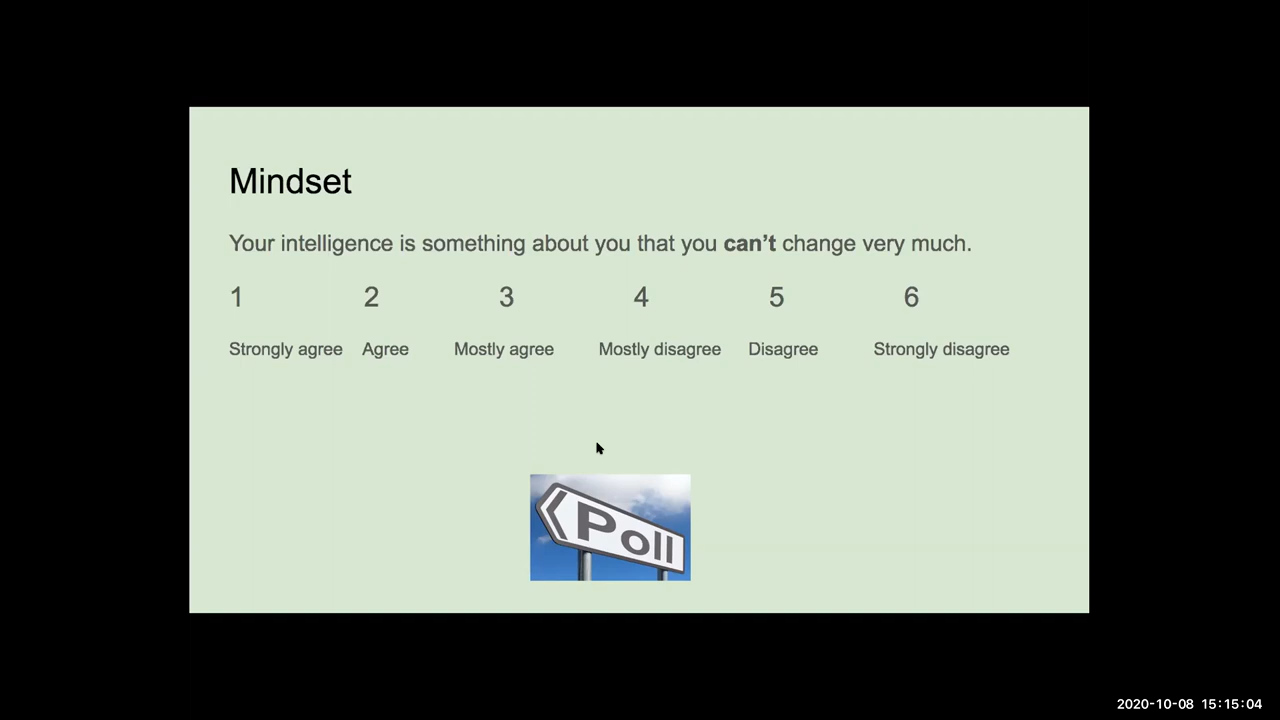 Mindset
Your intelligence is something about you that you can’t change very much.
1 2 3 4 5 6
Strongly agree Agree Mostly agree Mostly disagree Disagree Strongly disagree
Poll
2020-10-08 15:15:04